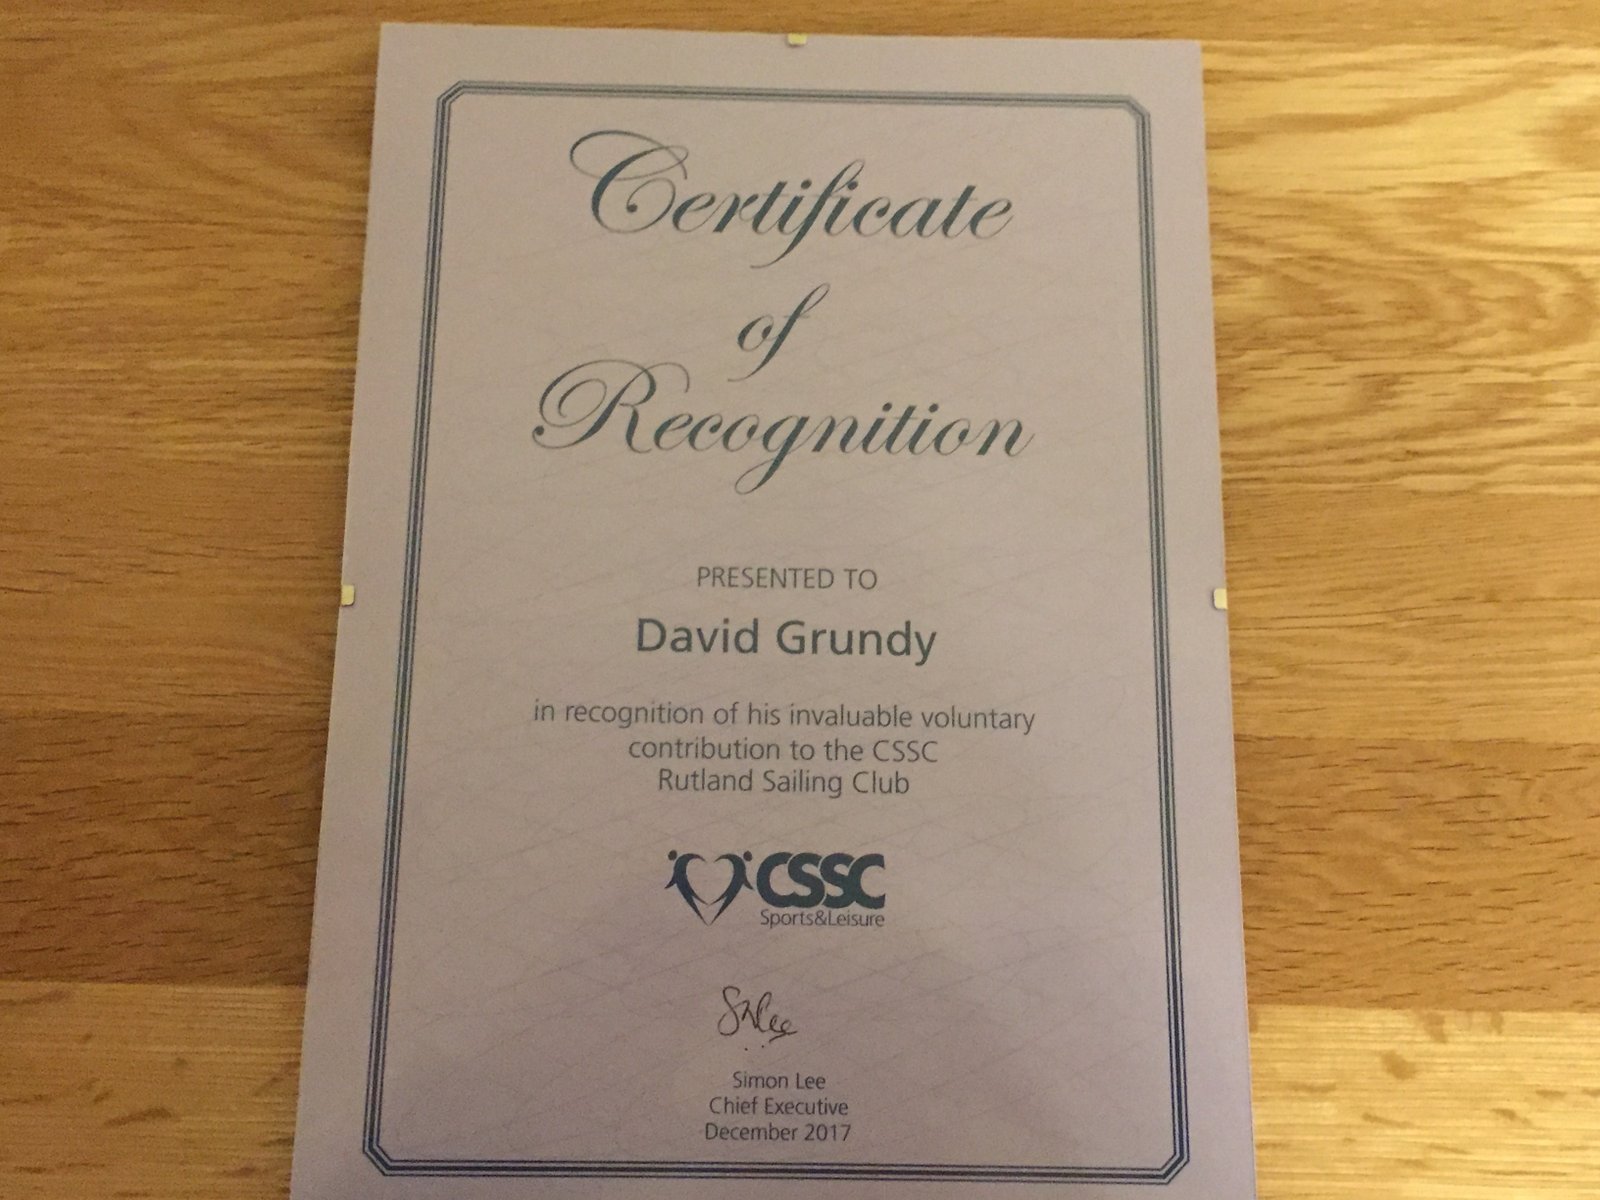 Certificate
of
Recognition
PRESENTED TO
David Grundy
in recognition of his invaluable voluntary
contribution to the CSSC
Rutland Sailing Club
CSSC
Sports&Leisure
Simon Lee
Chief Executive
December 2017